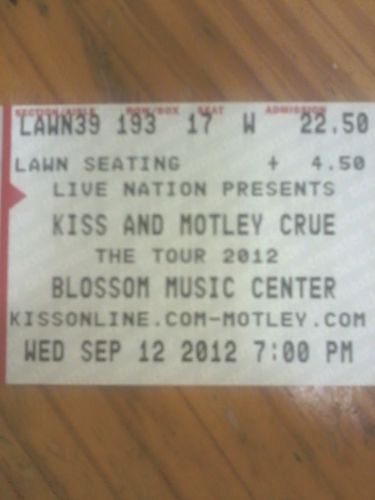 SECTION/AISLE ROW/BOX SEAT ADMISSION
LAWN39 193 17 W 22.50
LAWN SEATING + 4.50
LIVE NATION PRESENTS
KISS AND MOTLEY CRUE
THE TOUR 2012
BLOSSOM MUSIC CENTER
KISSONLINE.COM-MOTLEY.COM
WED SEP 12 2012 7:00 PM